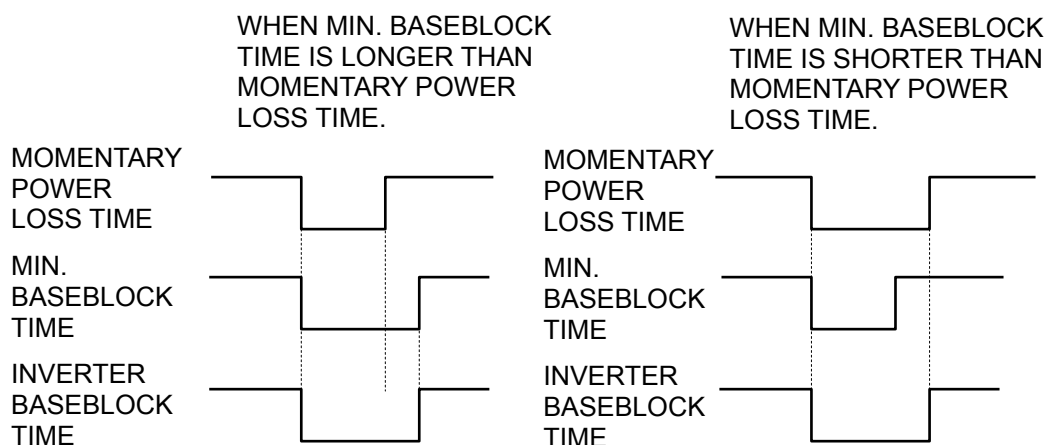 WHEN MIN. BASEBLOCK
TIME IS LONGER THAN
MOMENTARY POWER
LOSS TIME.
MOMENTARY
POWER
LOSS TIME
MIN.
BASEBLOCK
TIME
INVERTER
BASEBLOCK
TIME
WHEN MIN. BASEBLOCK
TIME IS SHORTER THAN
MOMENTARY POWER
LOSS TIME.
MOMENTARY
POWER
LOSS TIME
MIN.
BASEBLOCK
TIME
INVERTER
BASEBLOCK
TIME